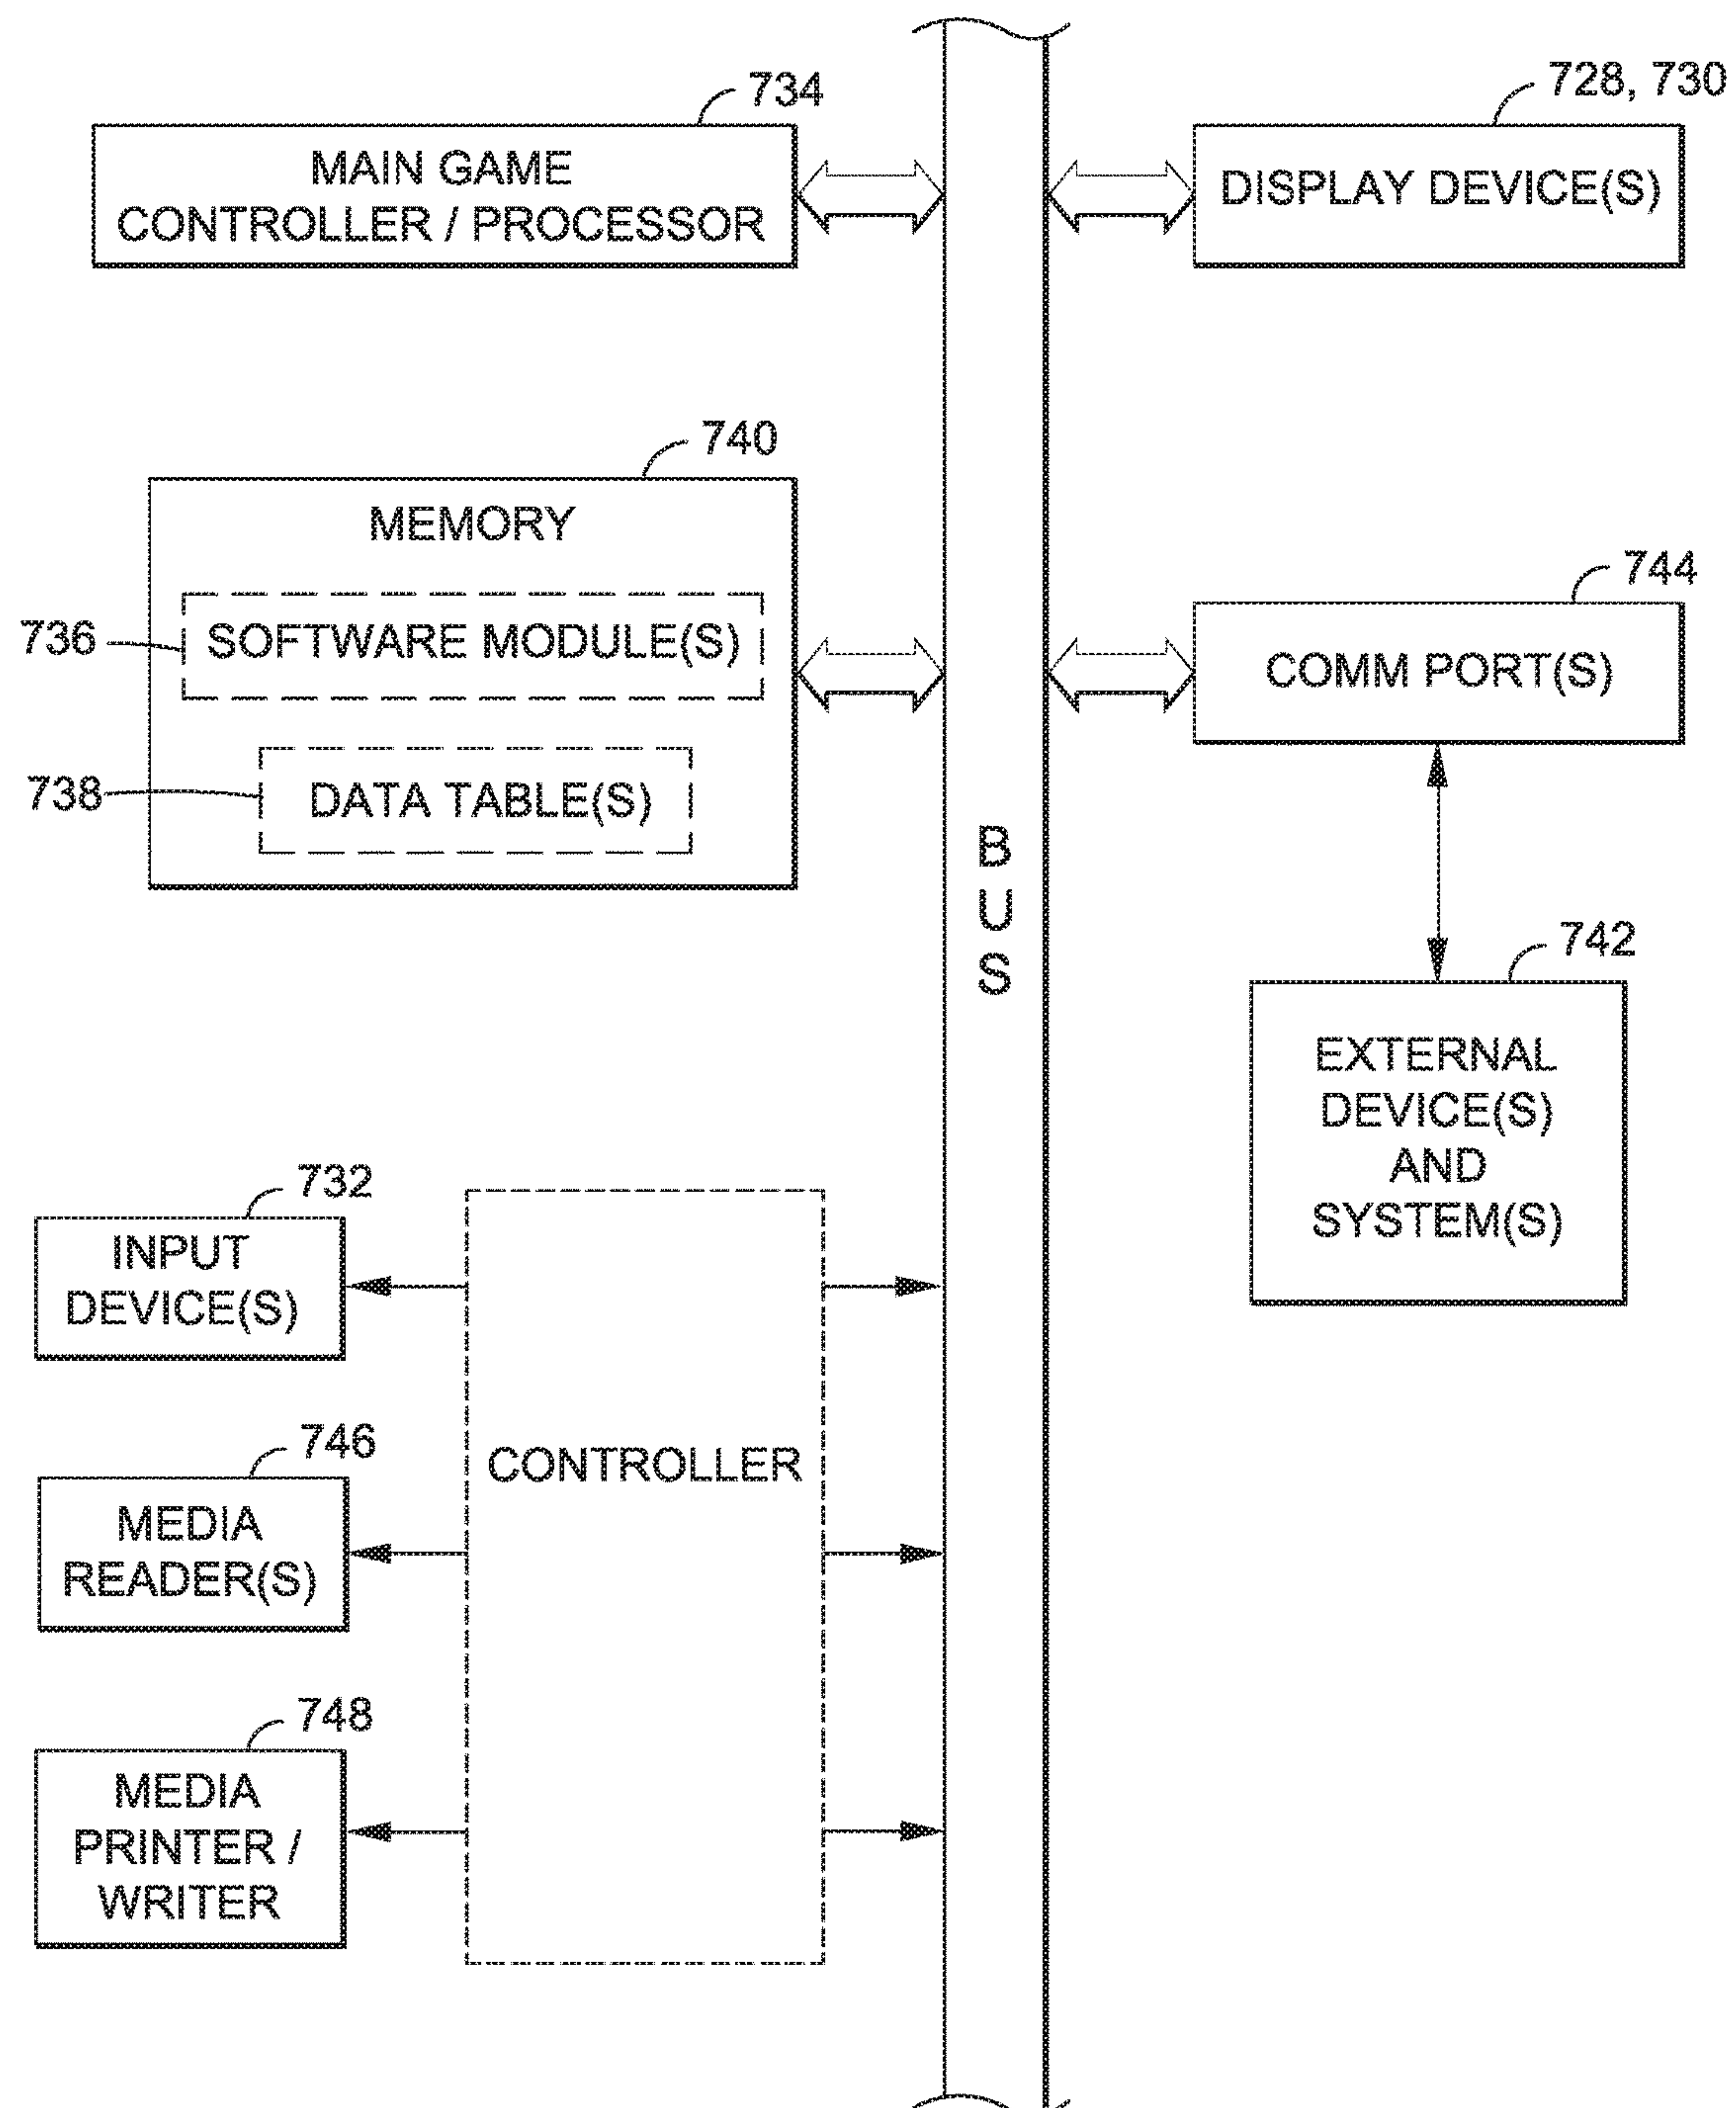 734
MAIN GAME
CONTROLLER / PROCESSOR
728, 730
DISPLAY DEVICE(S)
740
MEMORY
736
SOFTWARE MODULE(S)
738
DATA TABLE(S)
744
COMM PORT(S)
B
U
S
742
EXTERNAL
DEVICE(S)
AND
SYSTEM(S)
732
INPUT
DEVICE(S)
CONTROLLER
746
MEDIA
READER(S)
748
MEDIA
PRINTER /
WRITER